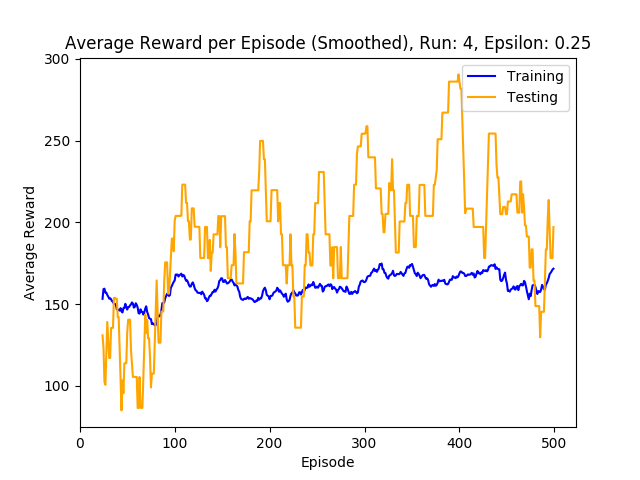 Average Reward per Episode (Smoothed), Run: 4, Epsilon: 0.25
Training
Testing
300
250
200
150
100
Average Reward
0
100
200
300
400
500
Episode